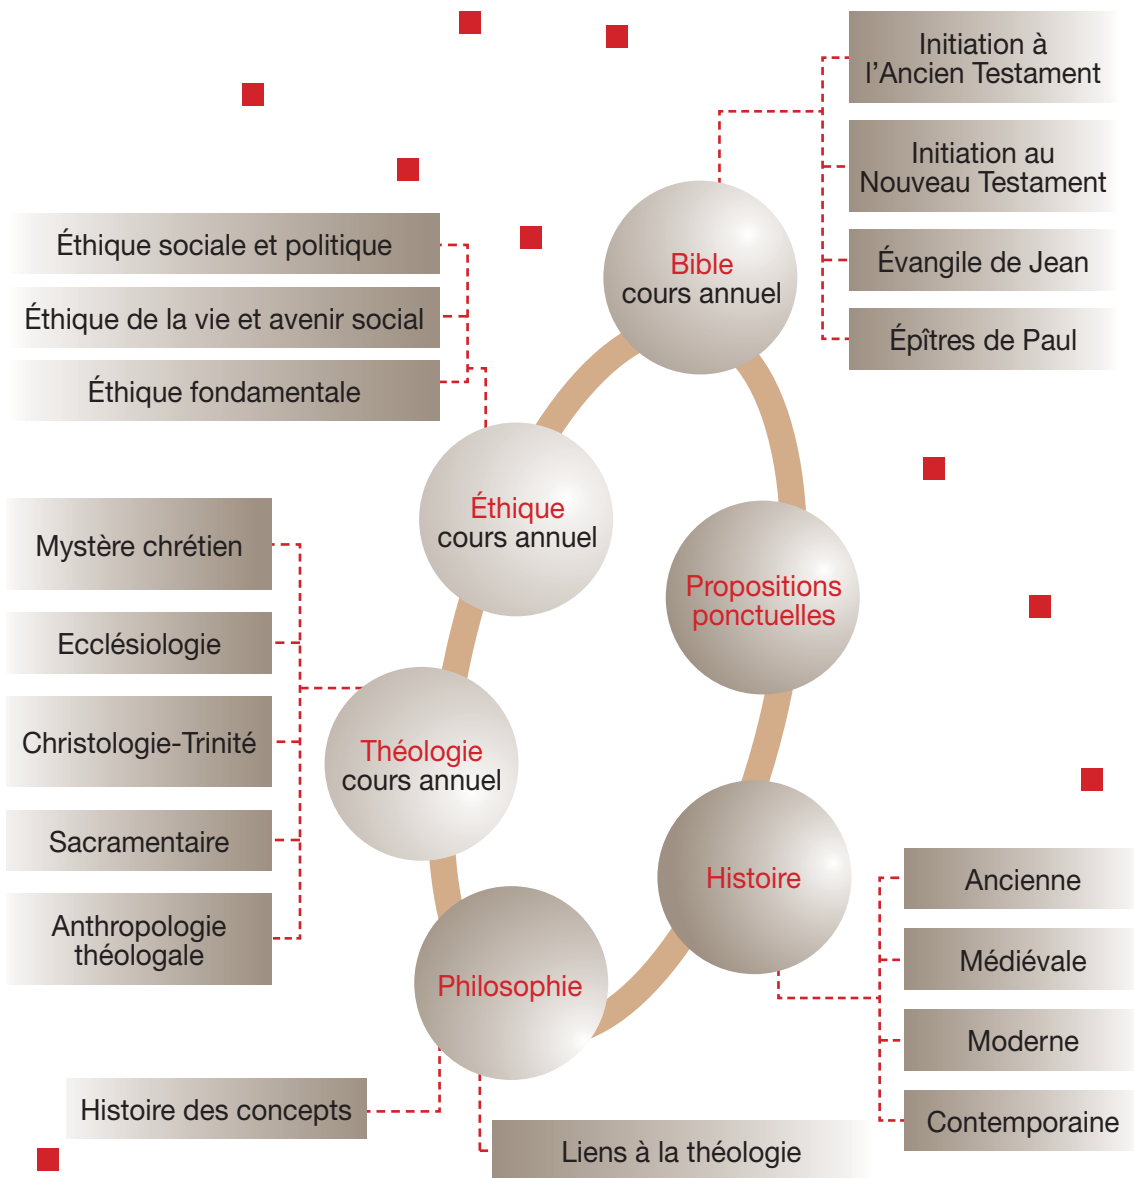 Initiation à
l'Ancien Testament
Initiation au
Nouveau Testament
Évangile de Jean
Épîtres de Paul
Bible
cours annuel
Éthique sociale et politique
Éthique de la vie et avenir social
Éthique fondamentale
Éthique
cours annuel
Propositions
ponctuelles
Mystère chrétien
Ecclésiologie
Christologie-Trinité
Sacramentaire
Anthropologie
théologale
Théologie
cours annuel
Histoire
Ancienne
Médiévale
Moderne
Contemporaine
Philosophie
Histoire des concepts
Liens à la théologie